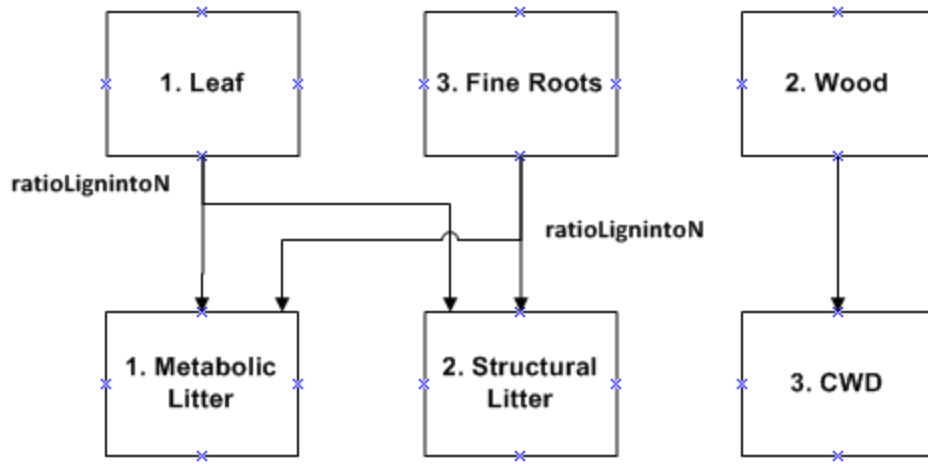 1. Leaf
3. Fine Roots
2. Wood
ratioLignintoN
ratioLignintoN
1. Metabolic
Litter
2. Structural
Litter
3. CWD